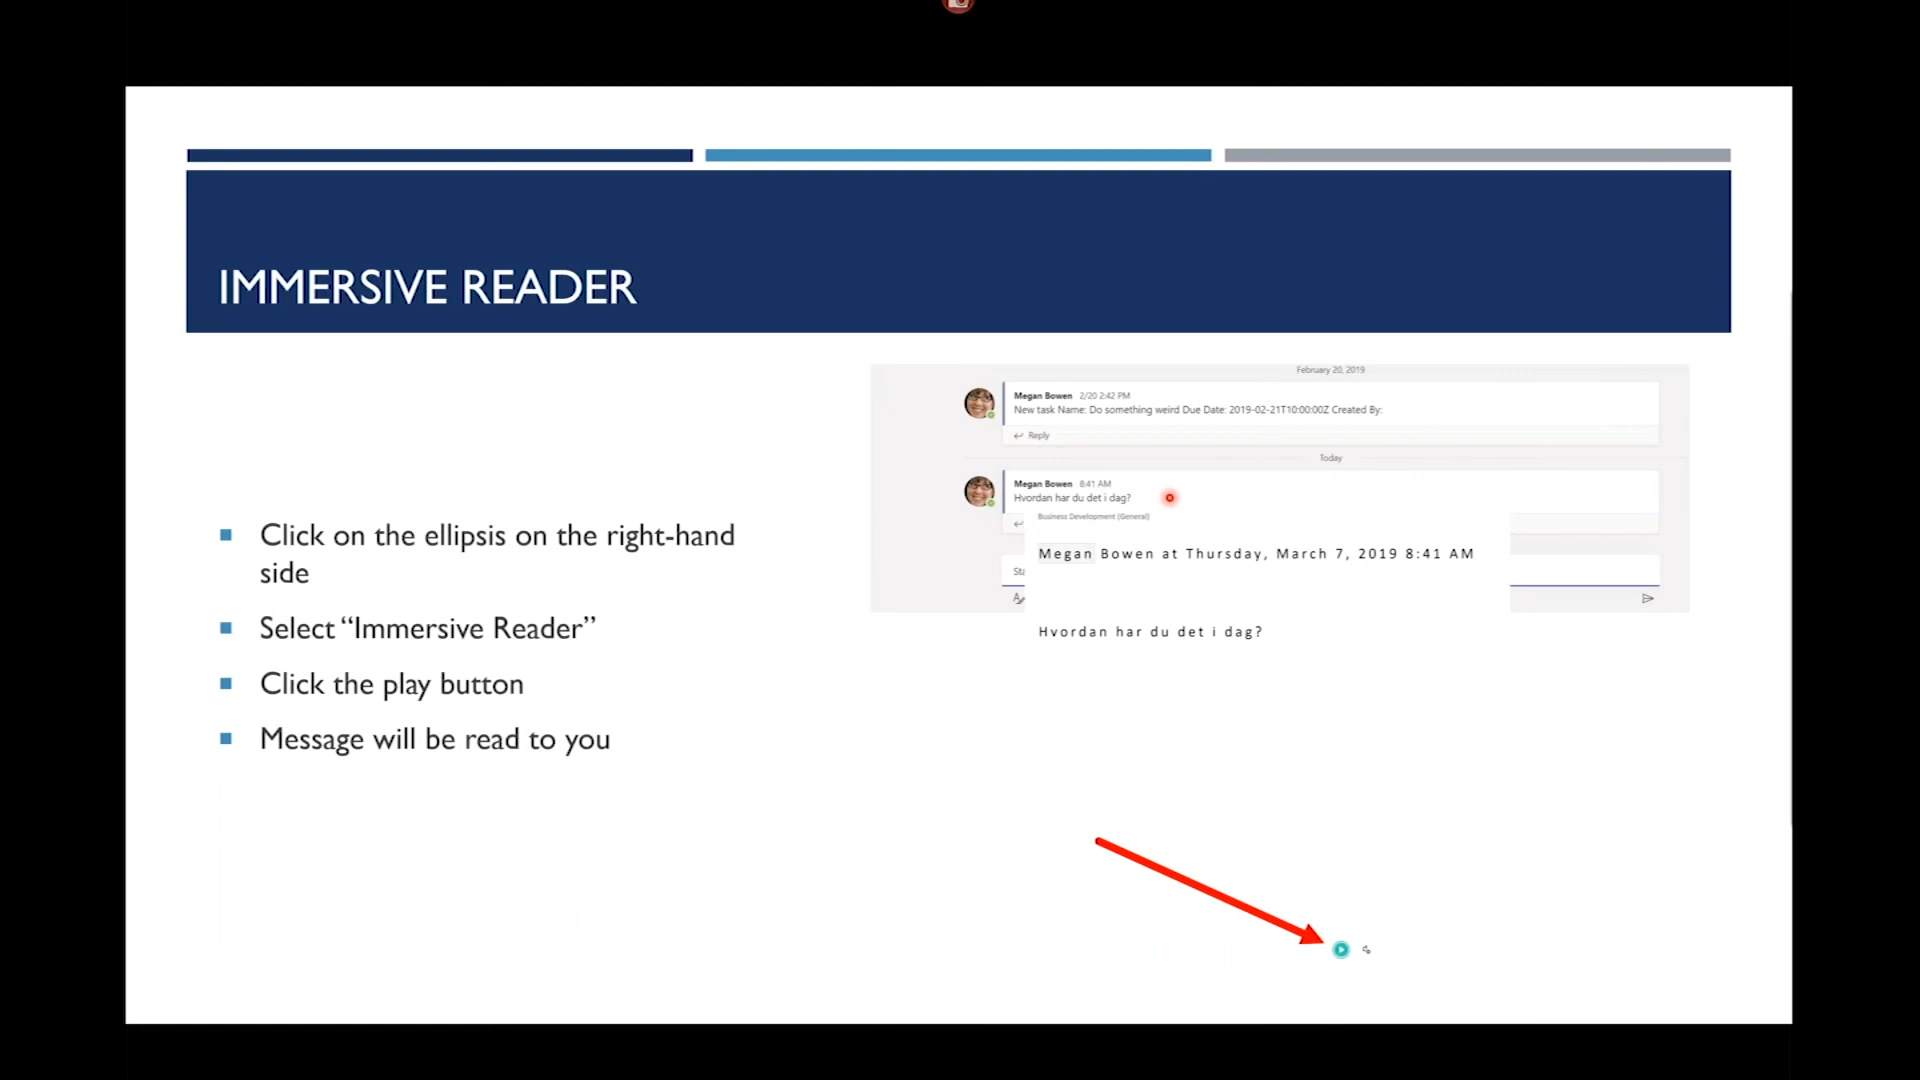 IMMERSIVE READER
Click on the ellipsis on the right-hand
side
Select “Immersive Reader”
Click the play button
Message will be read to you
February 20, 2019
Megan Bowen 2/20 2:42 PM
New task Name: Do something weird Due Date: 2019-02-21T10:00:00Z Created By:
Reply
Today
Megan Bowen 8:41 AM
Hvordan har du det i dag?
Business Development (General)
Megan Bowen at Thursday, March 7, 2019 8:41 AM
Sta
Hvordan har du det i dag?